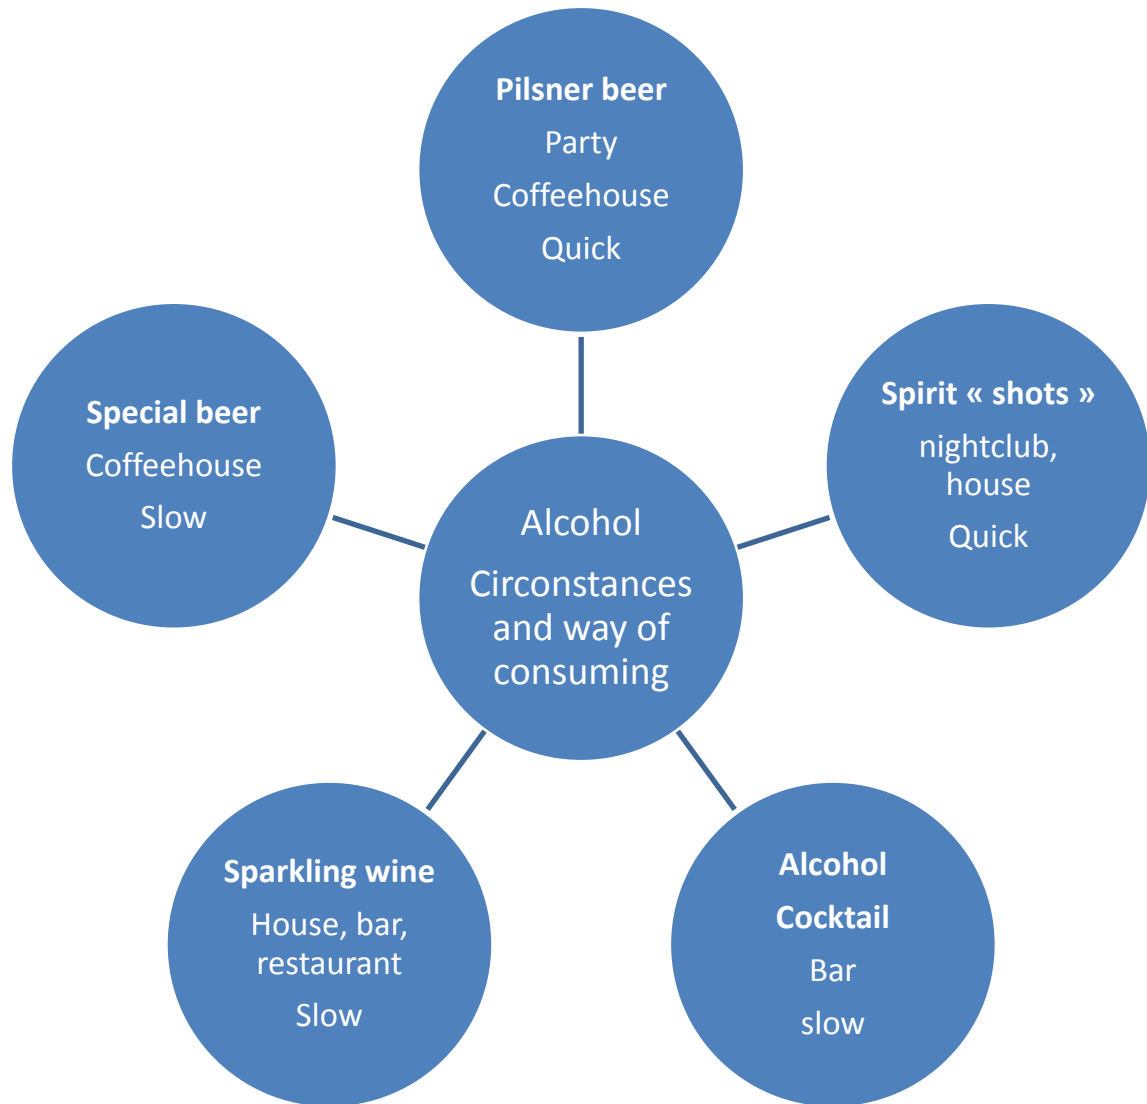 Pilsner beer
Party
Coffeehouse
Quick
Spirit « shots »
nightclub,
house
Quick
Special beer
Coffeehouse
Slow
Alcohol
Circonstances
and way of
consuming
Sparkling wine
House, bar,
restaurant
Slow
Alcohol
Cocktail
Bar
slow